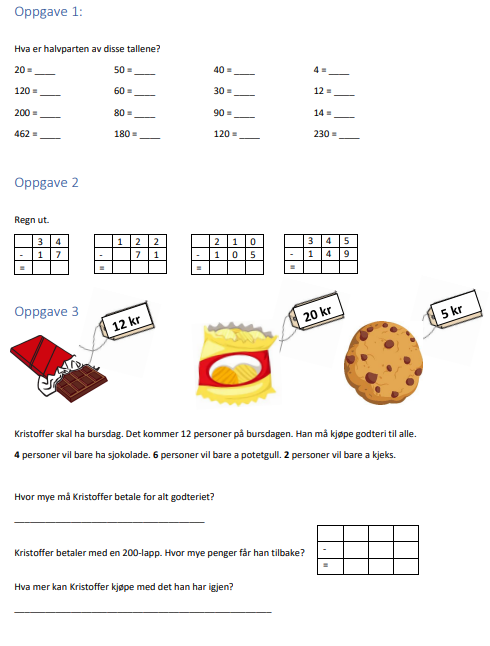 Oppgave 1:
Hva er halvparten av disse tallene?
20 = ____ 50 = ____ 40 = ____ 4 = ____
120 = ____ 60 = ____ 30 = ____ 12 = ____
200 = ____ 80 = ____ 90 = ____ 14 = ____
462 = ____ 180 = ____ 120 = ____ 230 = ____
Oppgave 2
Regn ut.
3 4 1 2 2 2 1 0 3 4 5
- 1 7 - 7 1 - 1 0 5 - 1 4 9
= = = =
Oppgave 3
12 kr 20 kr 5 kr
Kristoffer skal ha bursdag. Det kommer 12 personer på bursdagen. Han må kjøpe godteri til alle.
4 personer vil bare ha sjokolade. 6 personer vil bare a potetgull. 2 personer vil bare a kjeks.
Hvor mye må Kristoffer betale for alt godteriet?
Kristoffer betaler med en 200-lapp. Hvor mye penger får han tilbake?
-
=
Hva mer kan Kristoffer kjøpe med det han har igjen?